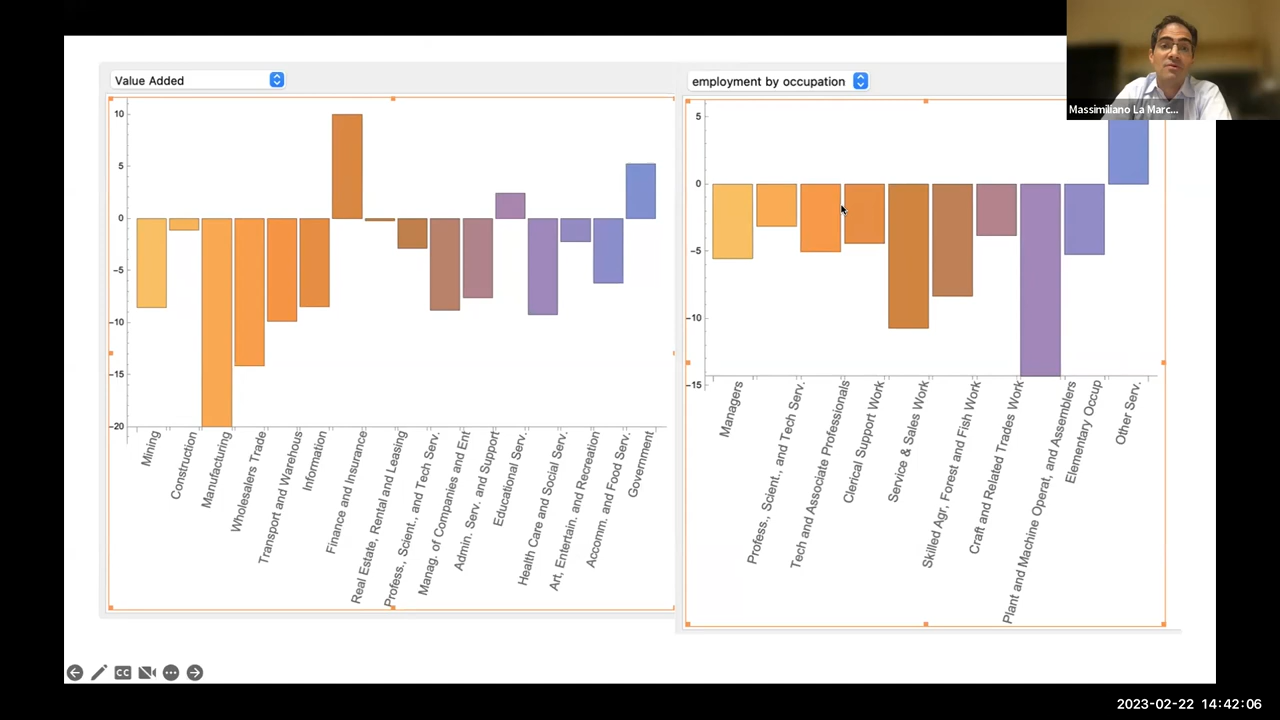 Value Added
10
5
0
−5
−10
−15
−20
Mining
Construction
Manufacturing
Wholesalers Trade
Transport and Warehous
Information
Finance and Insurance
Real Estate, Rental and Leasing
Profess., Scient., and Tech Serv.
Manag. of Companies and Ent
Admin. Serv. and Support
Educational Serv.
Health Care and Social Serv.
Art, Entertain. and Recreation
Accomm. and Food Serv.
Government
employment by occupation
5
0
−5
−10
−15
Managers
Profess., Scient., and Tech Serv.
Tech and Associate Professionals
Clerical Support Work
Service & Sales Work
Skilled Agr, Forest and Fish Work
Craft and Related Trades Work
Plant and Machine Operat, and Assemblers
Elementary Occup
Other Serv.
Massimiliano La Marc...
CC
2023-02-22 14:42:06